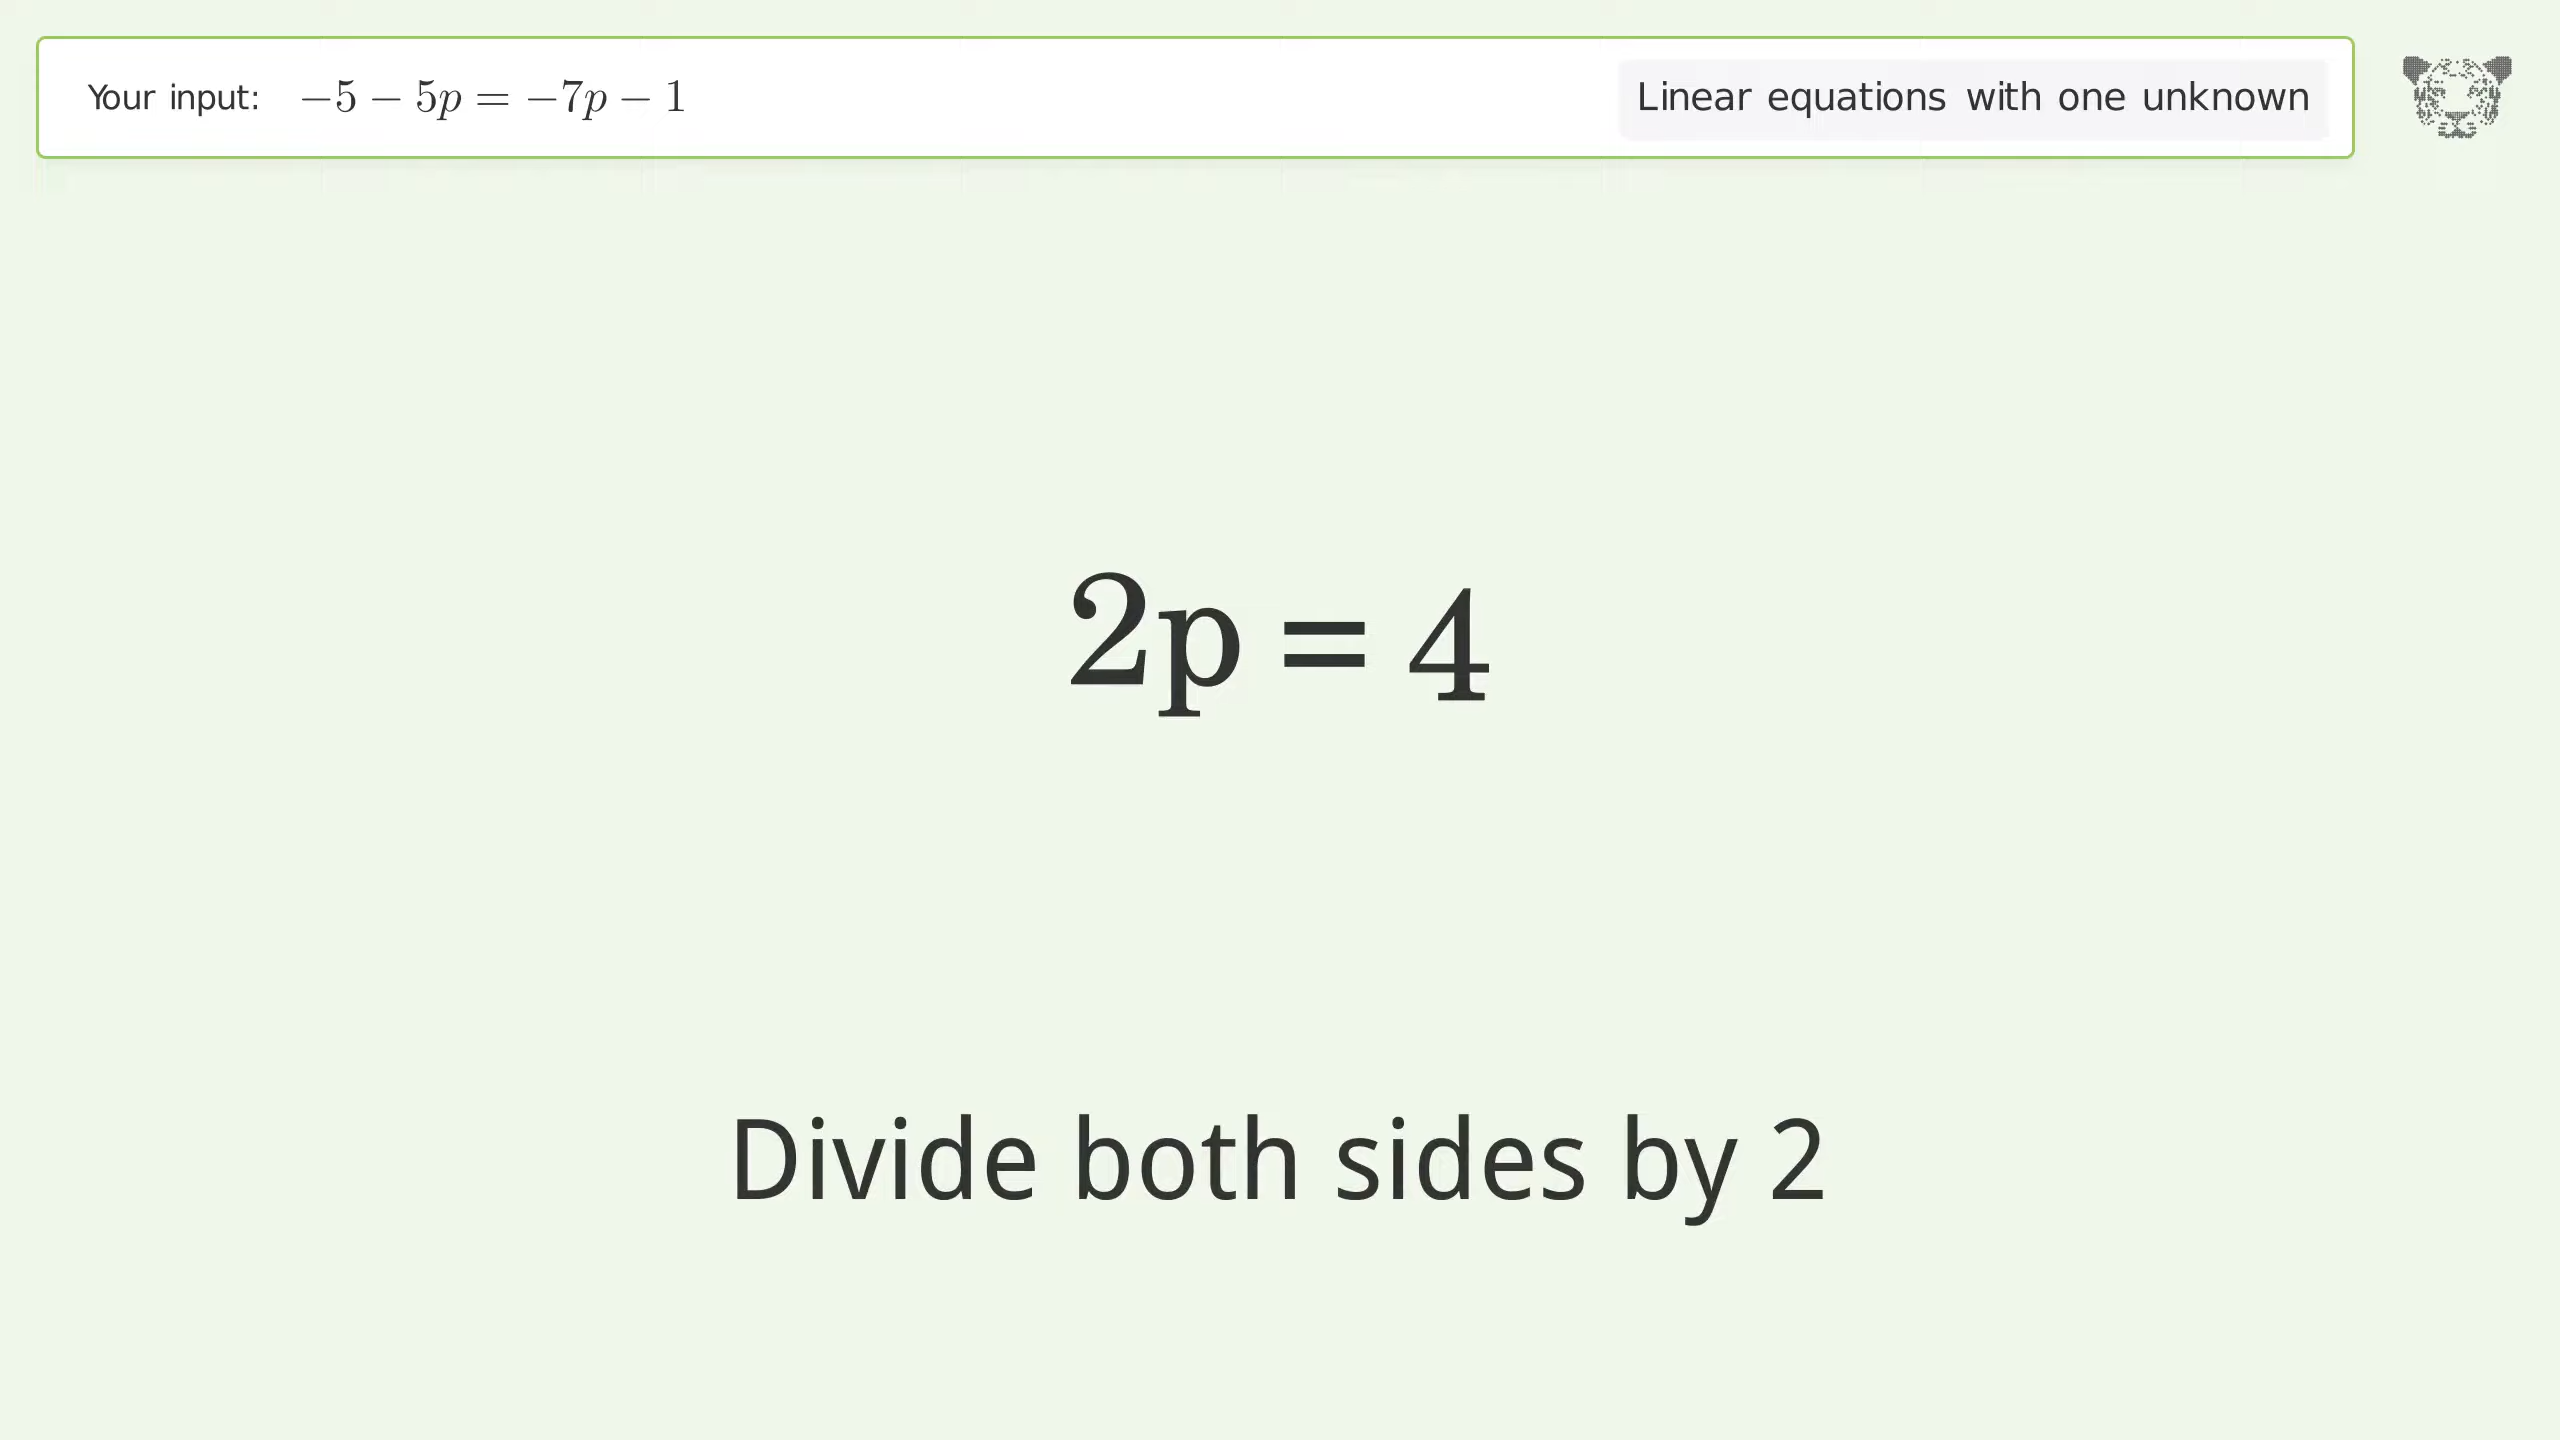 Your input: −5 − 5p = −7p − 1
Linear equations with one unknown
2p = 4
Divide both sides by 2